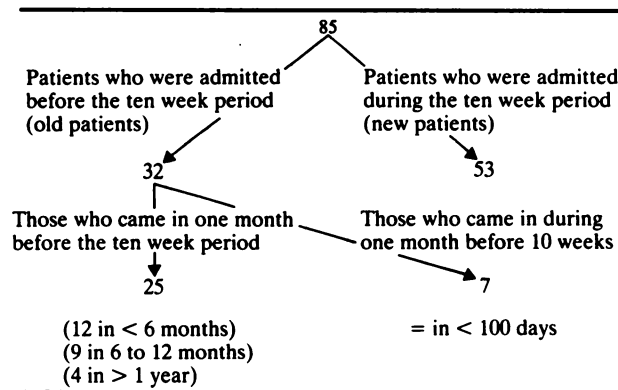 85
Patients who were admitted
before the ten week period
(old patients)
Patients who were admitted
during the ten week period
(new patients)
32
53
Those who came in one month
before the ten week period
Those who came in during
one month before 10 weeks
25
7
(12 in < 6 months)
(9 in 6 to 12 months)
(4 in > 1 year)
= in < 100 days